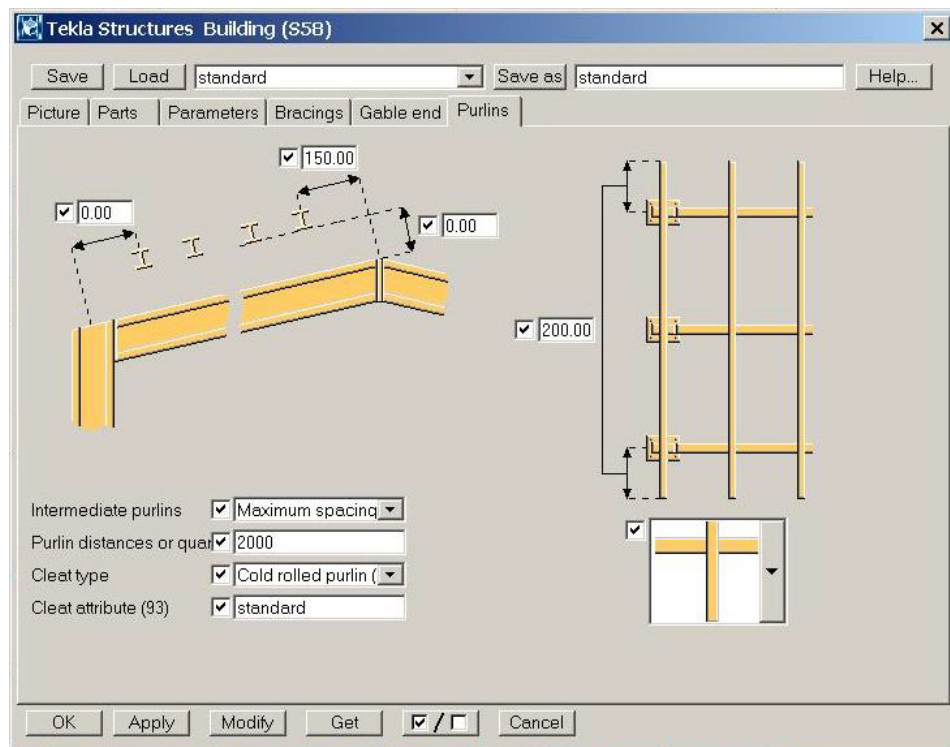 Tekla Structures Building (S58)
Save Load standard Save as standard Help...
Picture Parts Parameters Bracings Gable end Purlins
150.00
0.00
0.00
200.00
Intermediate purlins Maximum spacing
Purlin distances or quar 2000
Cleat type Cold rolled purlin (
Cleat attribute (93) standard
OK Apply Modify Get / Cancel